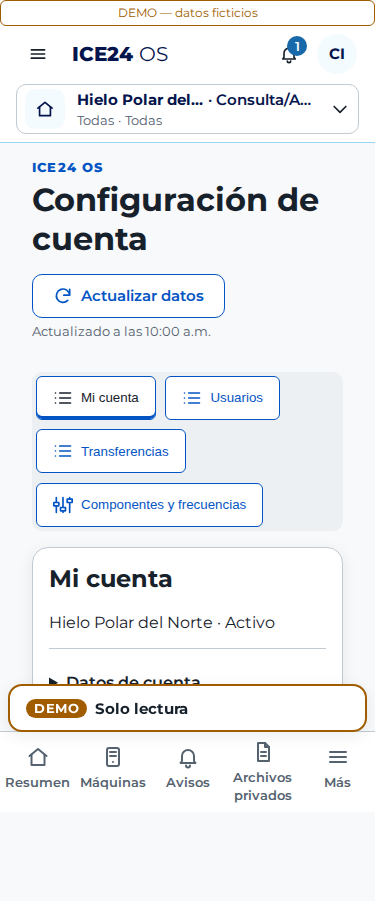 DEMO — datos ficticios
ICE24 OS
1
CI
Hielo Polar del... · Consulta/A...
Todas · Todas
ICE24 OS
Configuración de
cuenta
Actualizar datos
Actualizado a las 10:00 a.m.
Mi cuenta
Usuarios
Transferencias
Componentes y frecuencias
Mi cuenta
Hielo Polar del Norte · Activo
Datos de cuenta
DEMO Solo lectura
Resumen
Máquinas
Avisos
Archivos
privados
Más